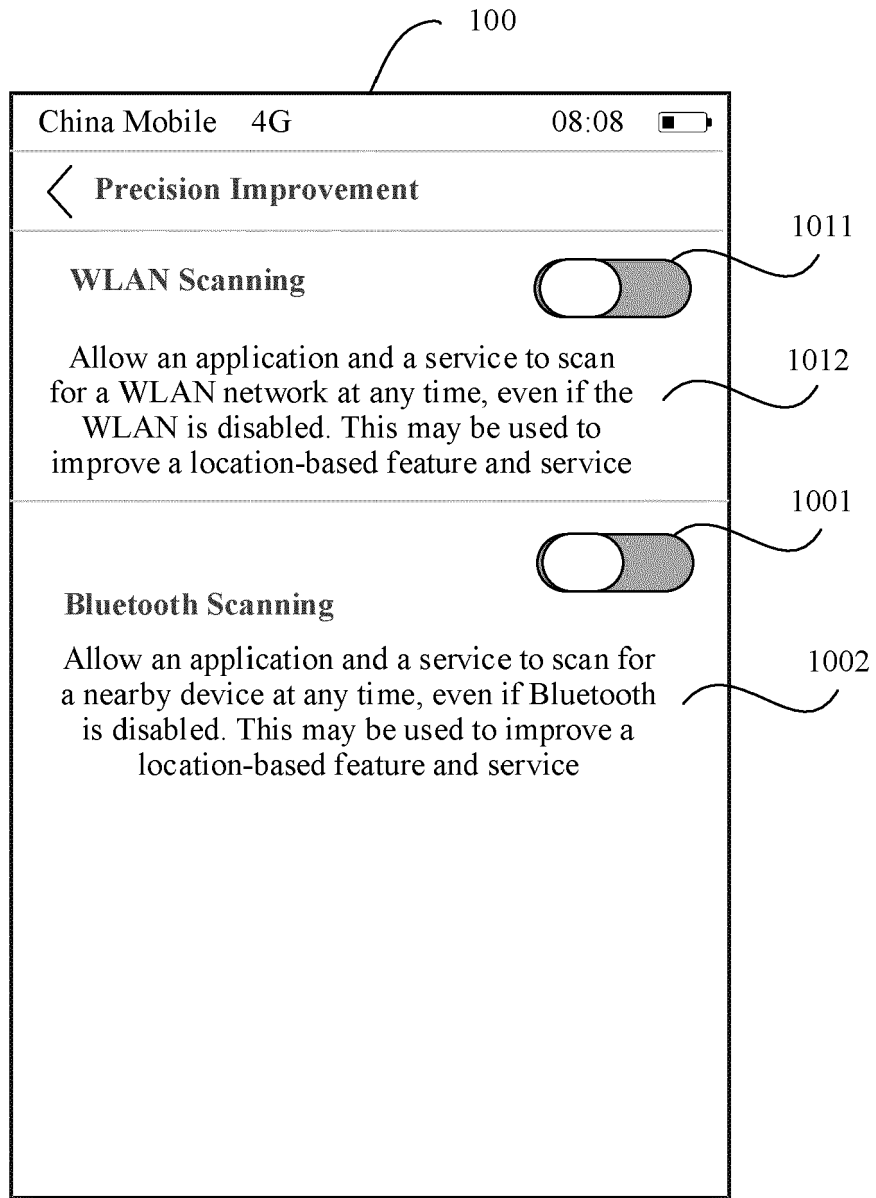 100
China Mobile 4G 08:08
Precision Improvement
1011
WLAN Scanning
Allow an application and a service to scan
for a WLAN network at any time, even if the
WLAN is disabled. This may be used to
improve a location-based feature and service
1012
1001
Bluetooth Scanning
Allow an application and a service to scan for
a nearby device at any time, even if Bluetooth
is disabled. This may be used to improve a
location-based feature and service
1002